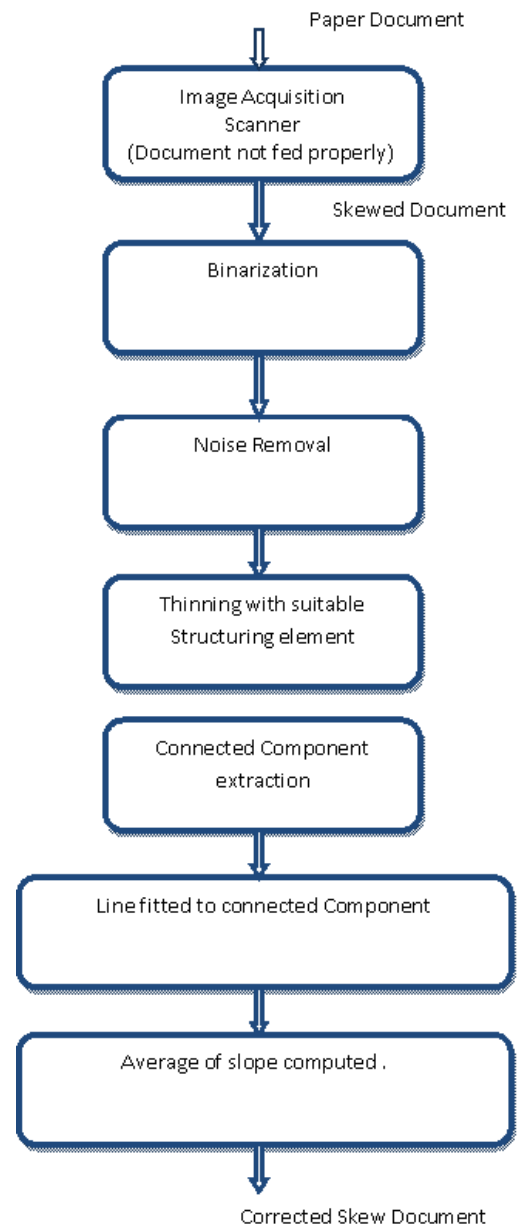 Paper Document
Image Acquisition
Scanner
(Document not fed properly)
Skewed Document
Binarization
Noise Removal
Thinning with suitable
Structuring element
Connected Component
extraction
Line fitted to connected Component
Average of slope computed .
Corrected Skew Document